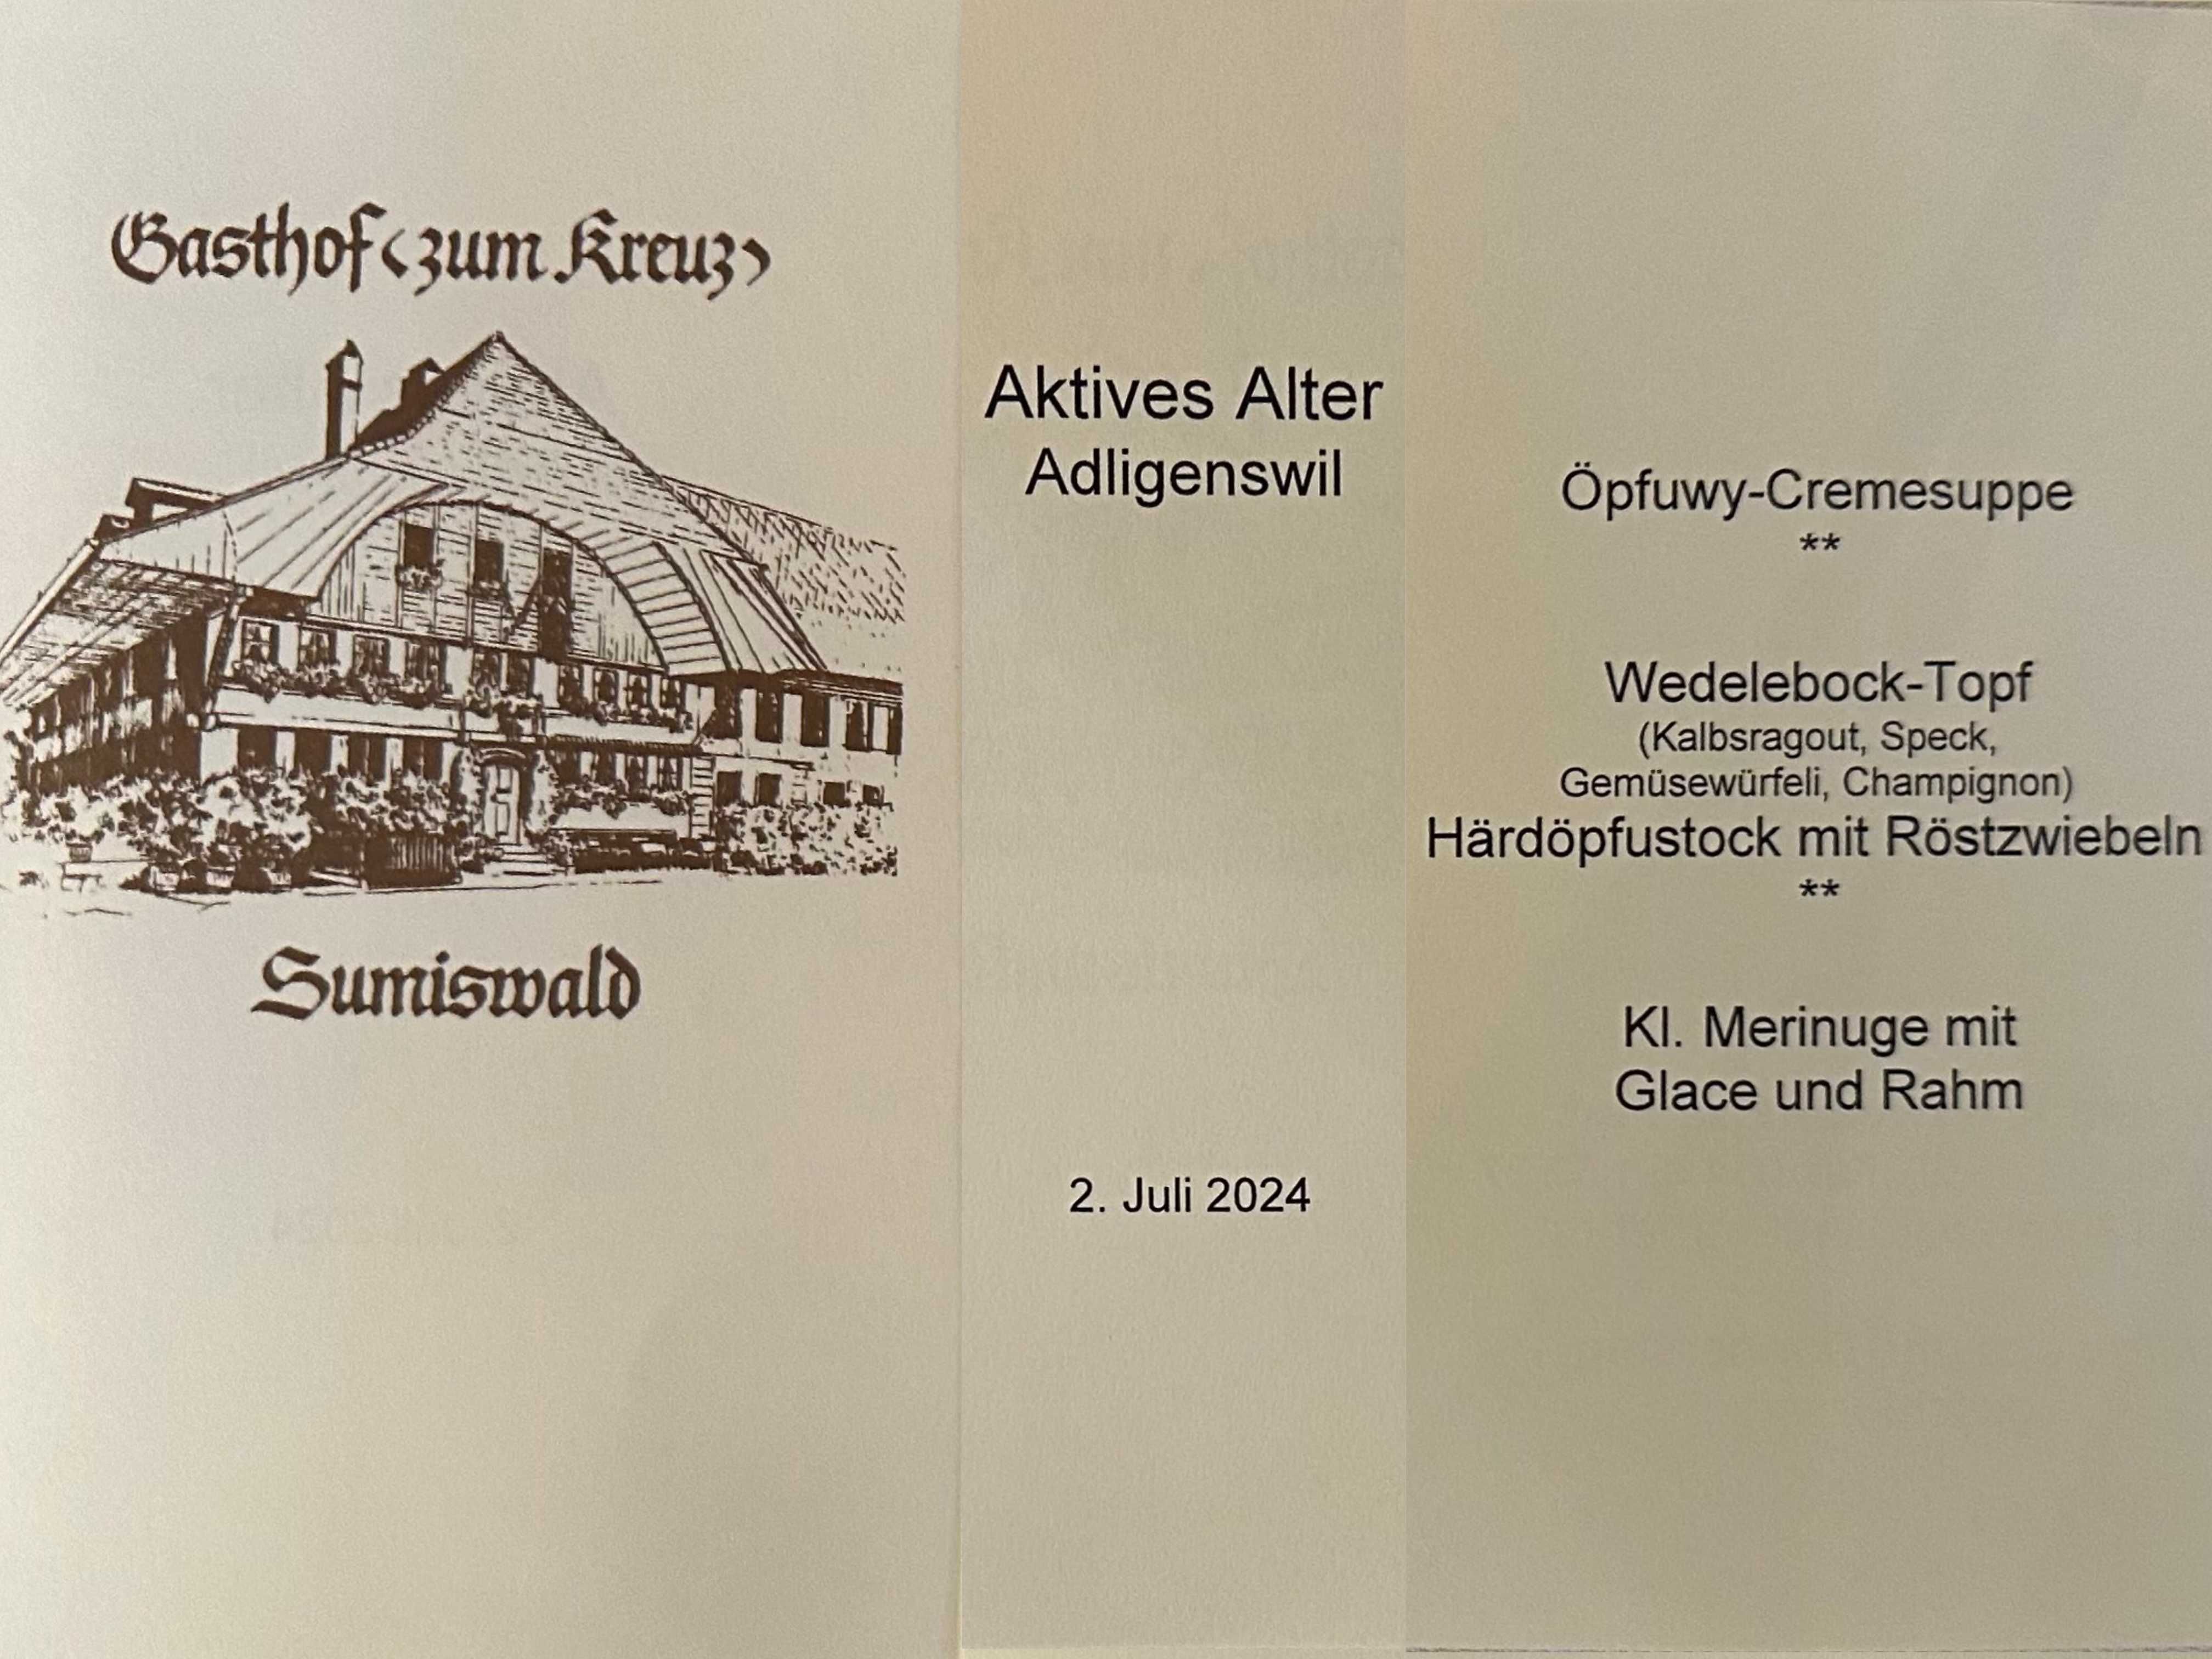 Gasthof ‹zum Kreuz›
Sumiswald
Aktives Alter
Adligenswil
2. Juli 2024
Öpfuwy-Cremesuppe
**
Wedelebock-Topf
(Kalbsragout, Speck,
Gemüsewürfeli, Champignon)
Härdöpfustock mit Röstzwiebeln
**
Kl. Merinuge mit
Glace und Rahm